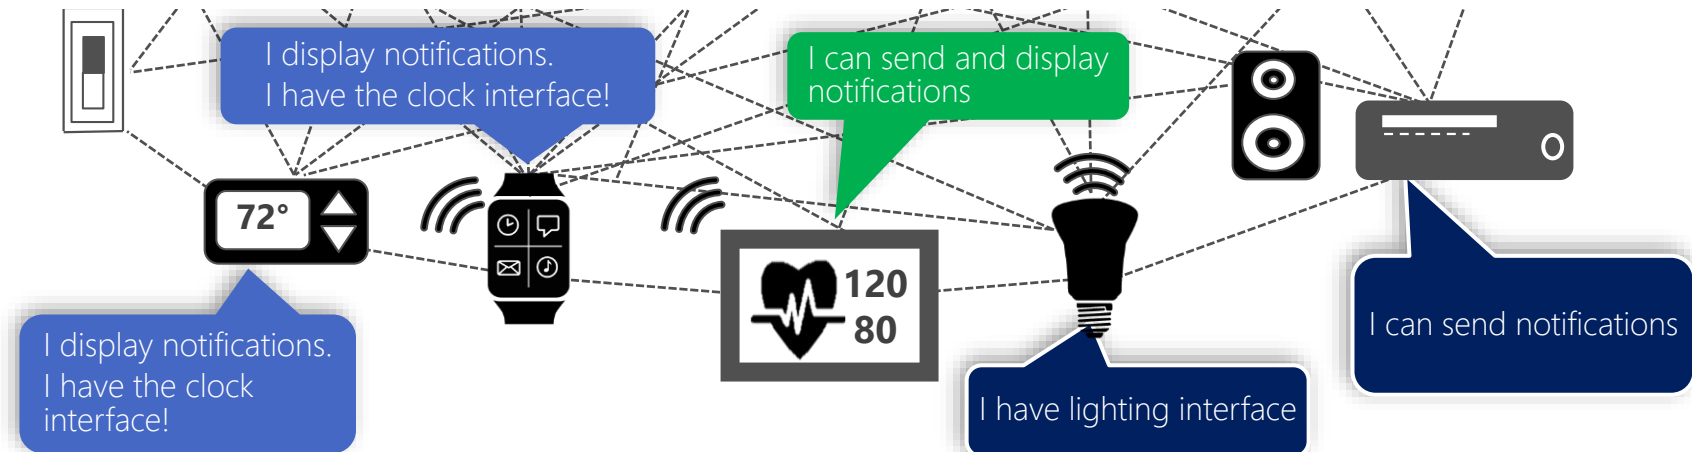 I display notifications.
I have the clock interface!
I can send and display
notifications
72°
120
80
I display notifications.
I have the clock
interface!
I have lighting interface
I can send notifications